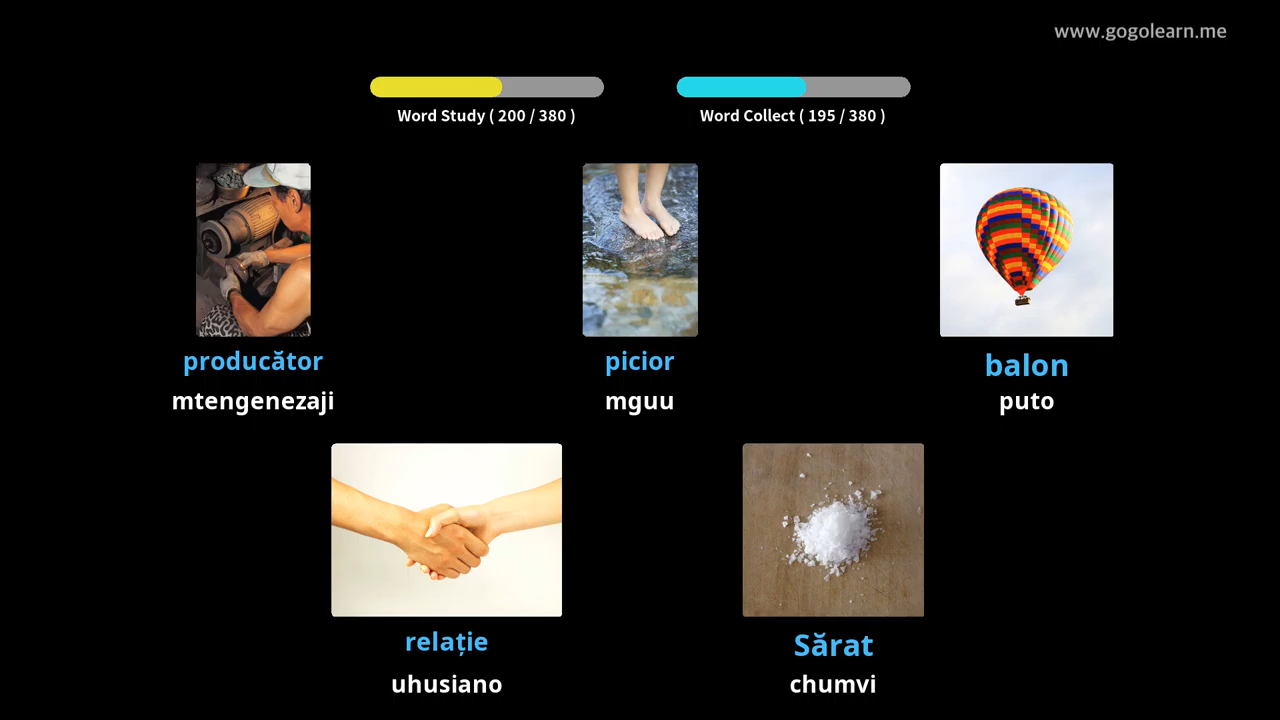 www.gogolearn.me
Word Study ( 200 / 380 )
Word Collect ( 195 / 380 )
producător
mtengenezaji
picior
mguu
balon
puto
relație
uhusiano
Sărat
chumvi